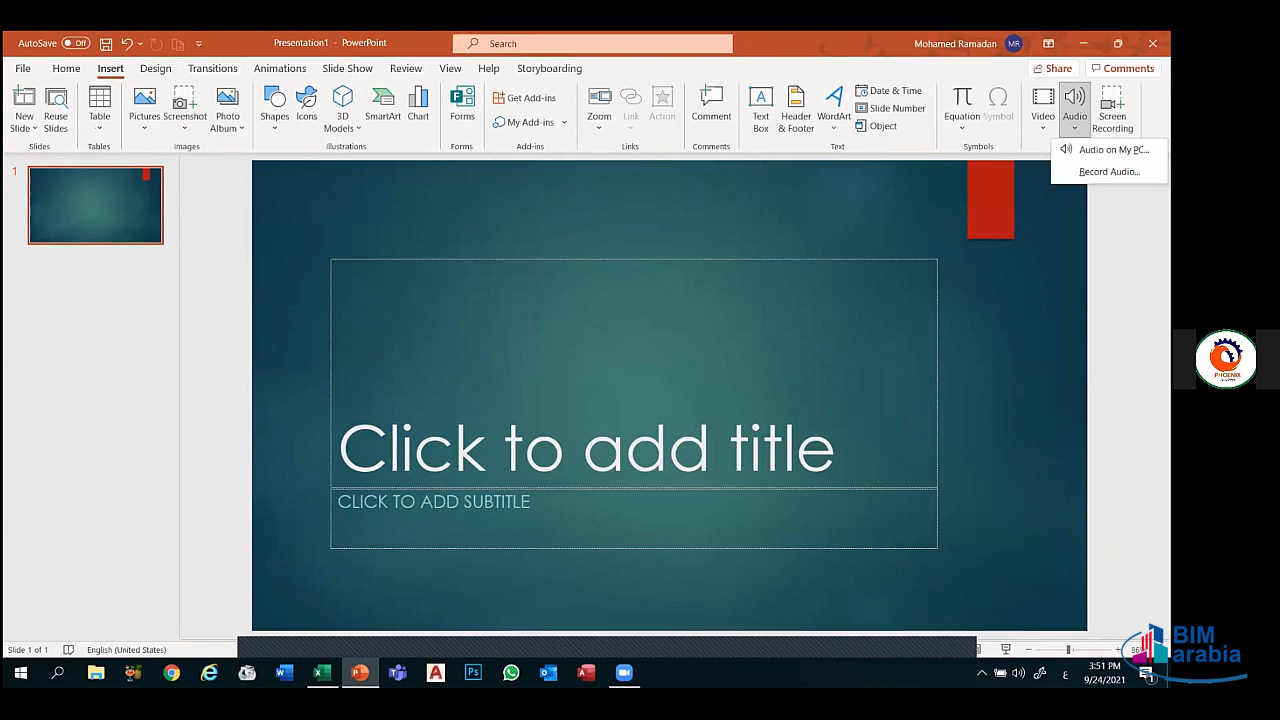 AutoSave Off
Presentation1 - PowerPoint
Search
Mohamed Ramadan MR
File Home Insert Design Transitions Animations Slide Show Review View Help Storyboarding Share Comments
New Slide
Reuse Slides
Table
Pictures
Screenshot
Photo Album
Shapes
Icons
3D Models
SmartArt
Chart
Forms
Get Add-ins
My Add-ins
Zoom
Link
Action
Comment
Text Box
Header & Footer
WordArt
Date & Time
Slide Number
Object
Equation
Symbol
Video
Audio
Screen Recording
Slides Tables Images Illustrations Forms Add-ins Links Comments Text Symbols
Audio on My PC...
Record Audio...
1
Click to add title
CLICK TO ADD SUBTITLE
PHOENIX
BIM
arabia
Slide 1 of 1
English (United States)
3:51 PM
9/24/2021
ع
1